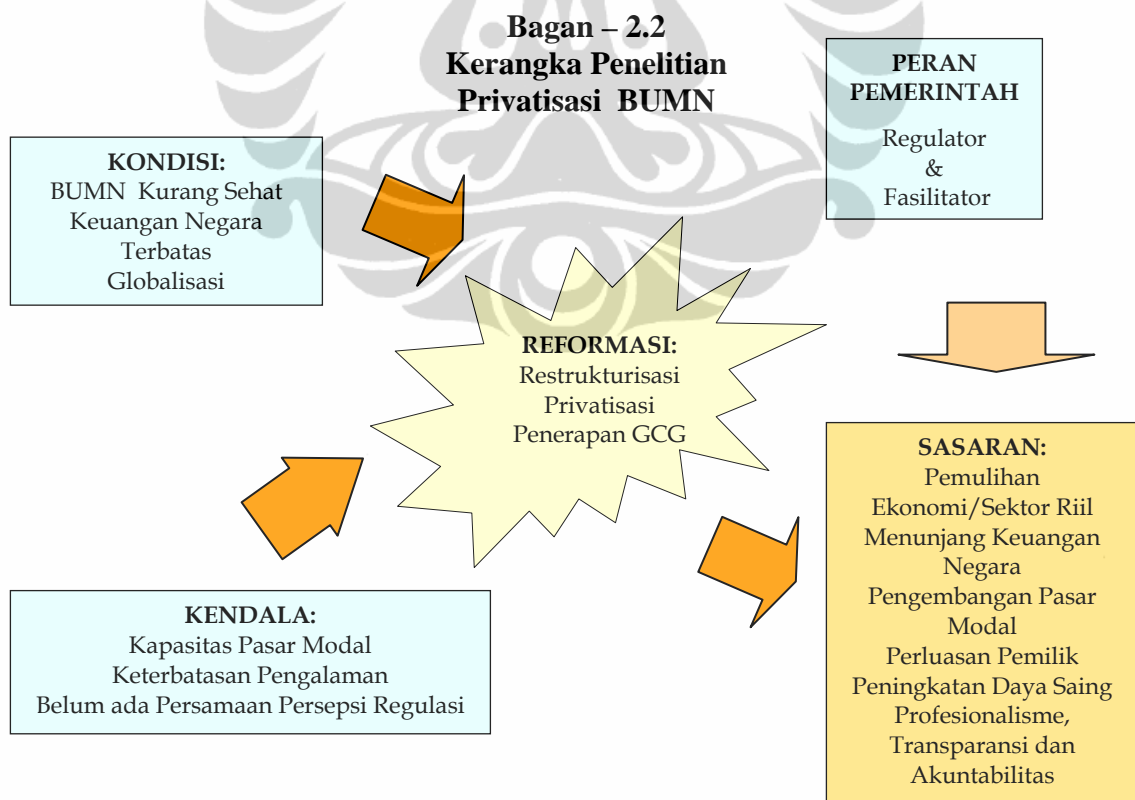 Bagan – 2.2
Kerangka Penelitian
Privatisasi BUMN
PERAN
PEMERINTAH
Regulator
&
Fasilitator
KONDISI:
BUMN Kurang Sehat
Keuangan Negara
Terbatas
Globalisasi
REFORMASI:
Restrukturisasi
Privatisasi
Penerapan GCG
KENDALA:
Kapasitas Pasar Modal
Keterbatasan Pengalaman
Belum ada Persamaan Persepsi Regulasi
SASARAN:
Pemulihan
Ekonomi/Sektor Riil
Menunjang Keuangan
Negara
Pengembangan Pasar
Modal
Perluasan Pemilik
Peningkatan Daya Saing
Profesionalisme,
Transparansi dan
Akuntabilitas